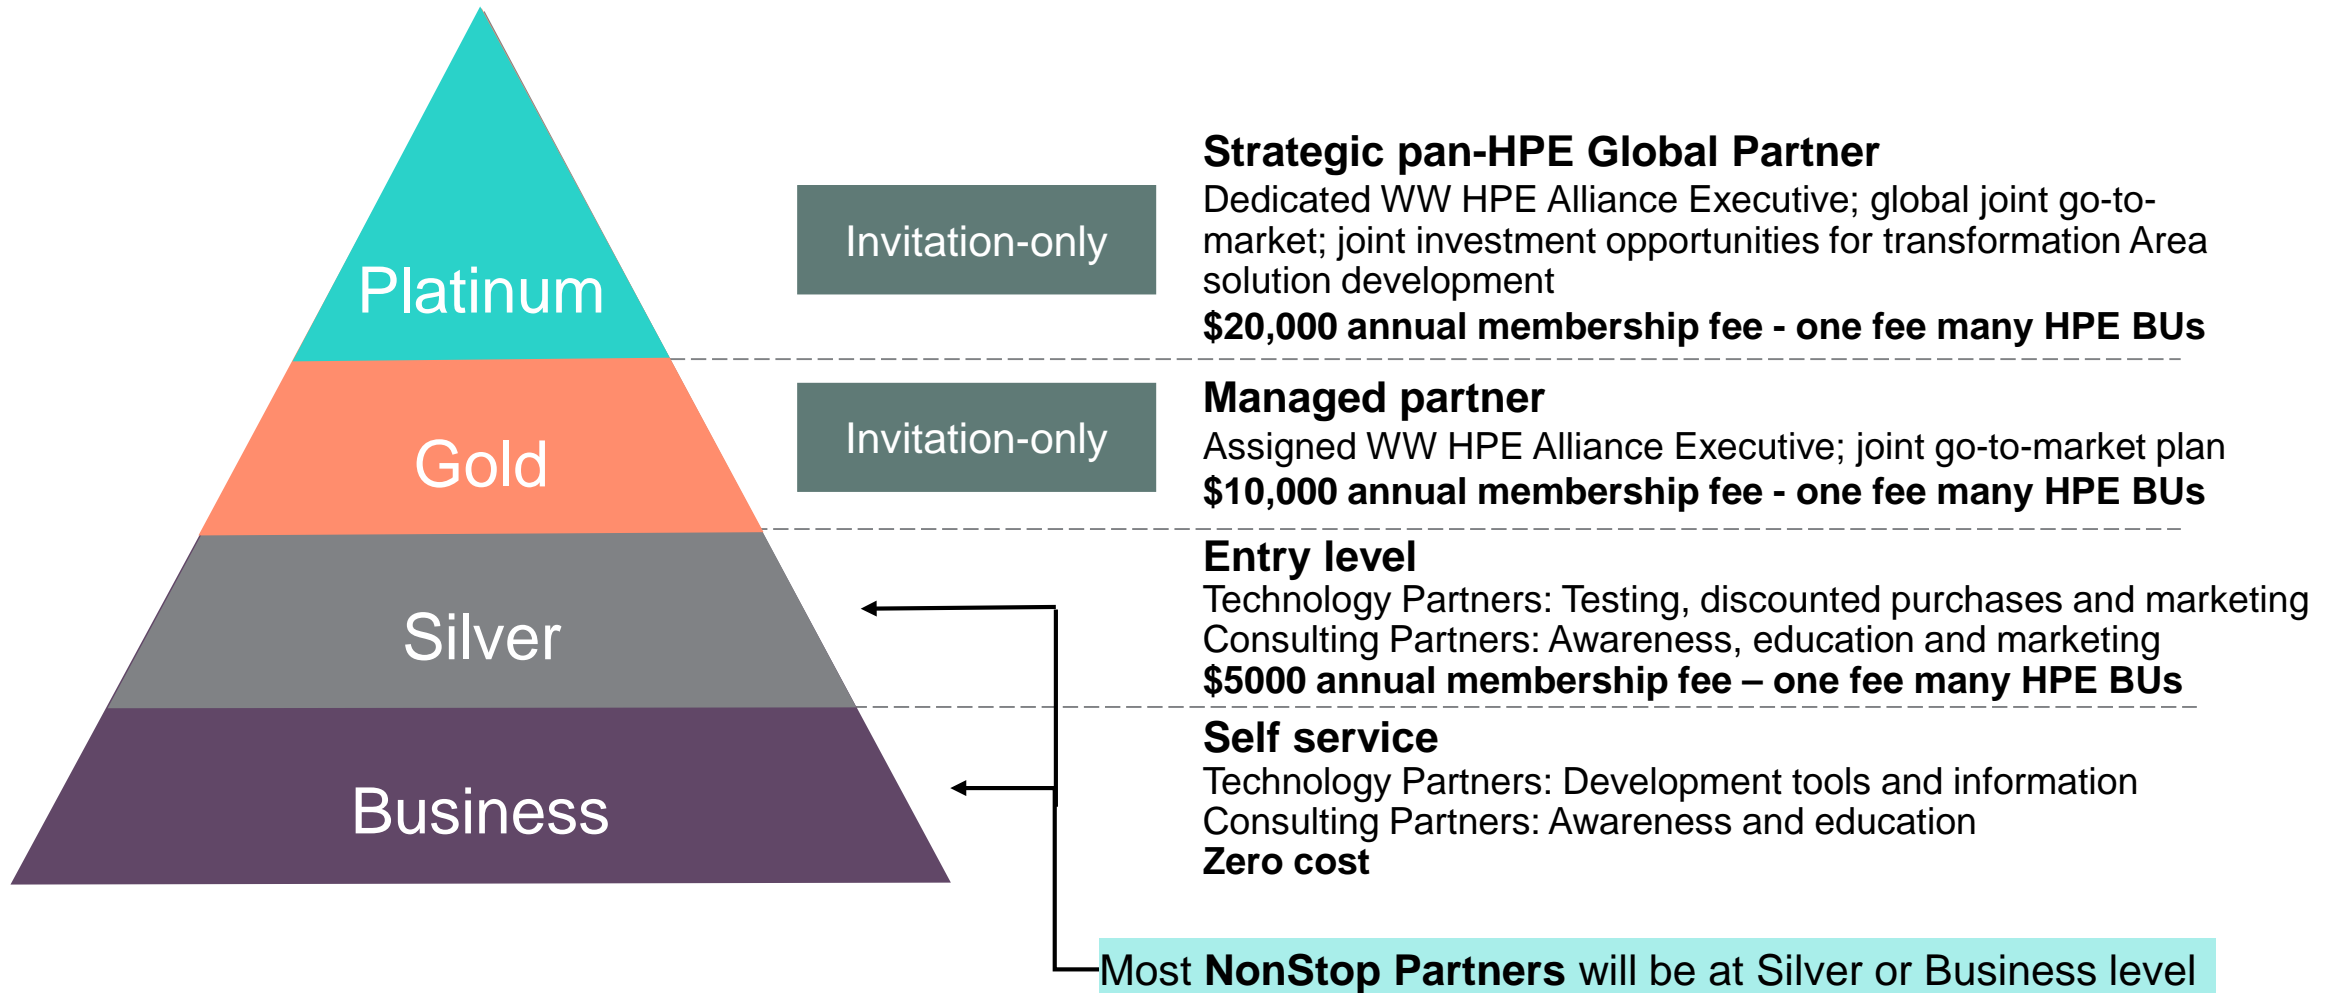 Platinum
Invitation-only
Strategic pan-HPE Global Partner
Dedicated WW HPE Alliance Executive; global joint go-to-
market; joint investment opportunities for transformation Area
solution development
$20,000 annual membership fee - one fee many HPE BUs
Gold
Invitation-only
Managed partner
Assigned WW HPE Alliance Executive; joint go-to-market plan
$10,000 annual membership fee - one fee many HPE BUs
Silver
Entry level
Technology Partners: Testing, discounted purchases and marketing
Consulting Partners: Awareness, education and marketing
$5000 annual membership fee – one fee many HPE BUs
Business
Self service
Technology Partners: Development tools and information
Consulting Partners: Awareness and education
Zero cost
Most NonStop Partners will be at Silver or Business level